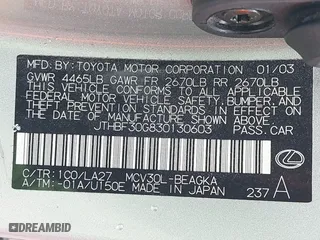 MFD. BY: TOYOTA MOTOR CORPORATION 01/03
GVWR 4465LB GAWR FR 2670LB RR 2670LB
THIS VEHICLE CONFORMS TO ALL APPLICABLE
FEDERAL MOTOR VEHICLE SAFETY, BUMPER, AND
THEFT PREVENTION STANDARDS IN EFFECT ON
THE DATE OF MANUFACTURE SHOWN ABOVE.
JTHBF30G830130603 PASS. CAR
C/TR: 1C0/LA27 MCV30L-BEAGKA
A/TM: -01A/U150E MADE IN JAPAN
237 A
DEALERSHIP DRIVE